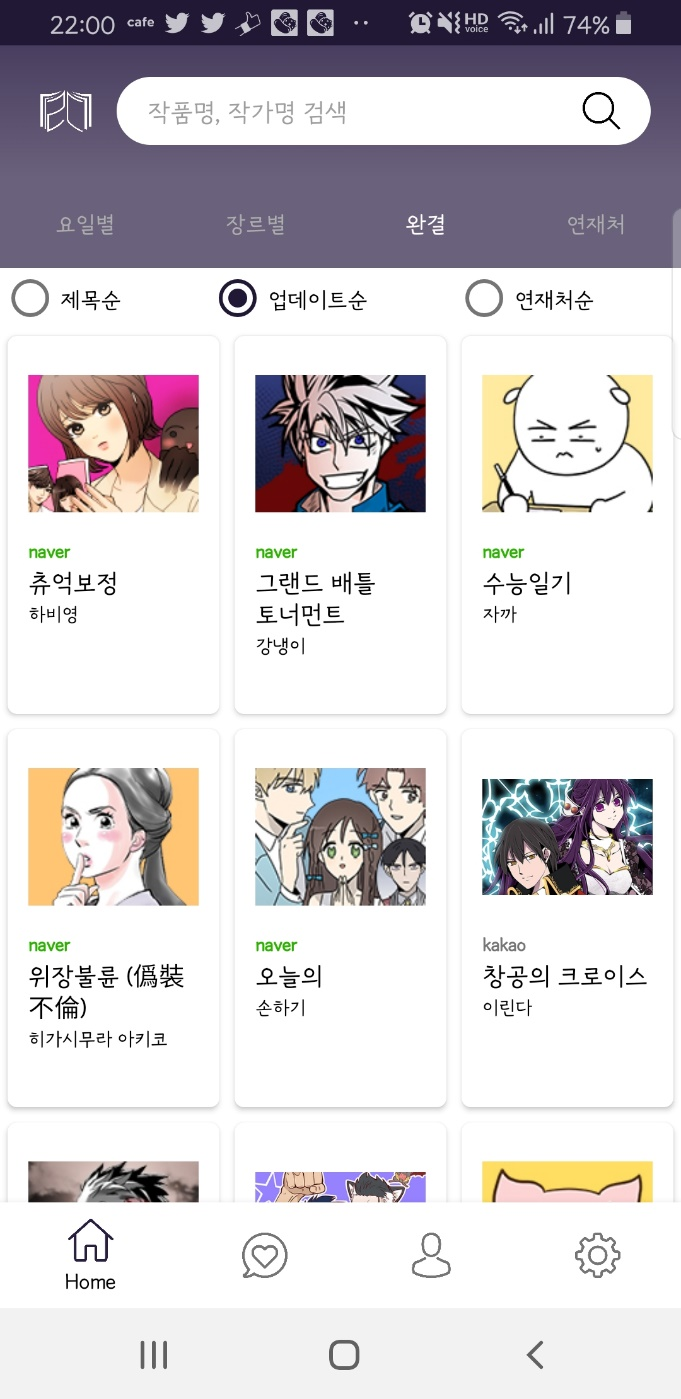 22:00 cafe HD voice 74%
작품명, 작가명 검색
요일별 장르별 완결 연재처
제목순 업데이트순 연재처순
naver
츄억보정
하비영
naver
그랜드 배틀
토너먼트
강냉이
naver
수능일기
자까
naver
위장불륜 (僞裝
不倫)
히가시무라 아키코
naver
오늘의
손하기
kakao
창공의 크로이스
이린다
Home